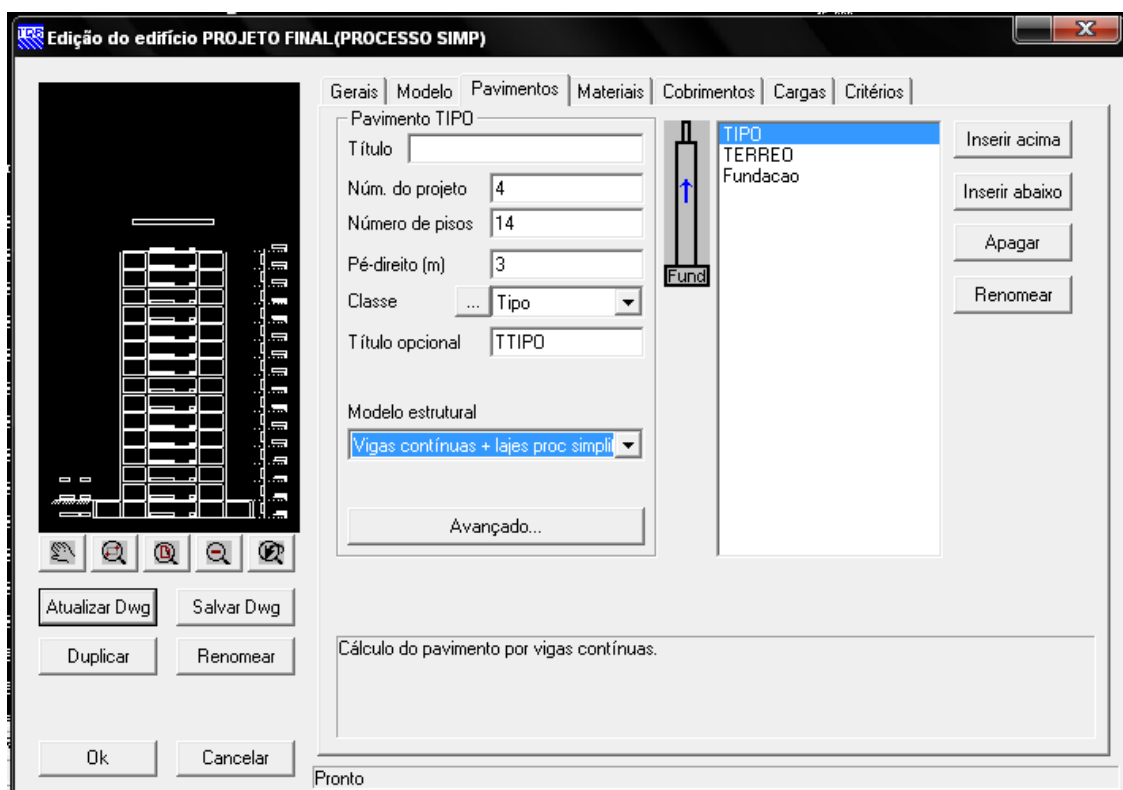 TQS Edição do edifício PROJETO FINAL(PROCESSO SIMP)
Gerais Modelo Pavimentos Materiais Cobrimentos Cargas Critérios
Pavimento TIPO
Título
Núm. do projeto 4
Número de pisos 14
Pé-direito (m) 3
Classe ... Tipo
Título opcional TTIPO
Modelo estrutural
Vigas contínuas + lajes proc simpli
Avançado...
Fund
TIPO
TERREO
Fundacao
Inserir acima
Inserir abaixo
Apagar
Renomear
Atualizar Dwg Salvar Dwg
Duplicar Renomear
Cálculo do pavimento por vigas contínuas.
Ok Cancelar
Pronto